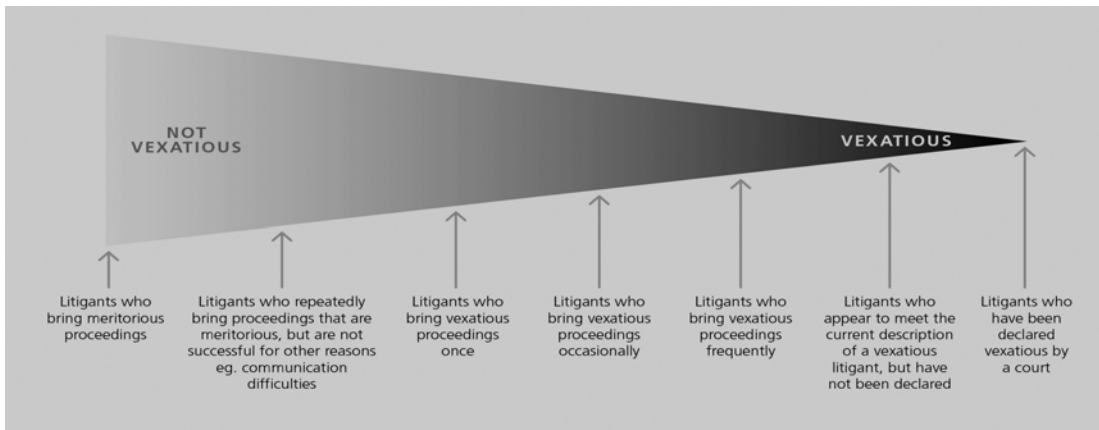 NOT
VEXATIOUS
VEXATIOUS
Litigants who
bring meritorious
proceedings
Litigants who repeatedly
bring proceedings that are
meritorious, but are not
successful for other reasons
eg. communication
difficulties
Litigants who
bring vexatious
proceedings
once
Litigants who
bring vexatious
proceedings
occasionally
Litigants who
bring vexatious
proceedings
frequently
Litigants who
appear to meet the
current description
of a vexatious
litigant, but have
not been declared
Litigants who
have been
declared
vexatious by
a court